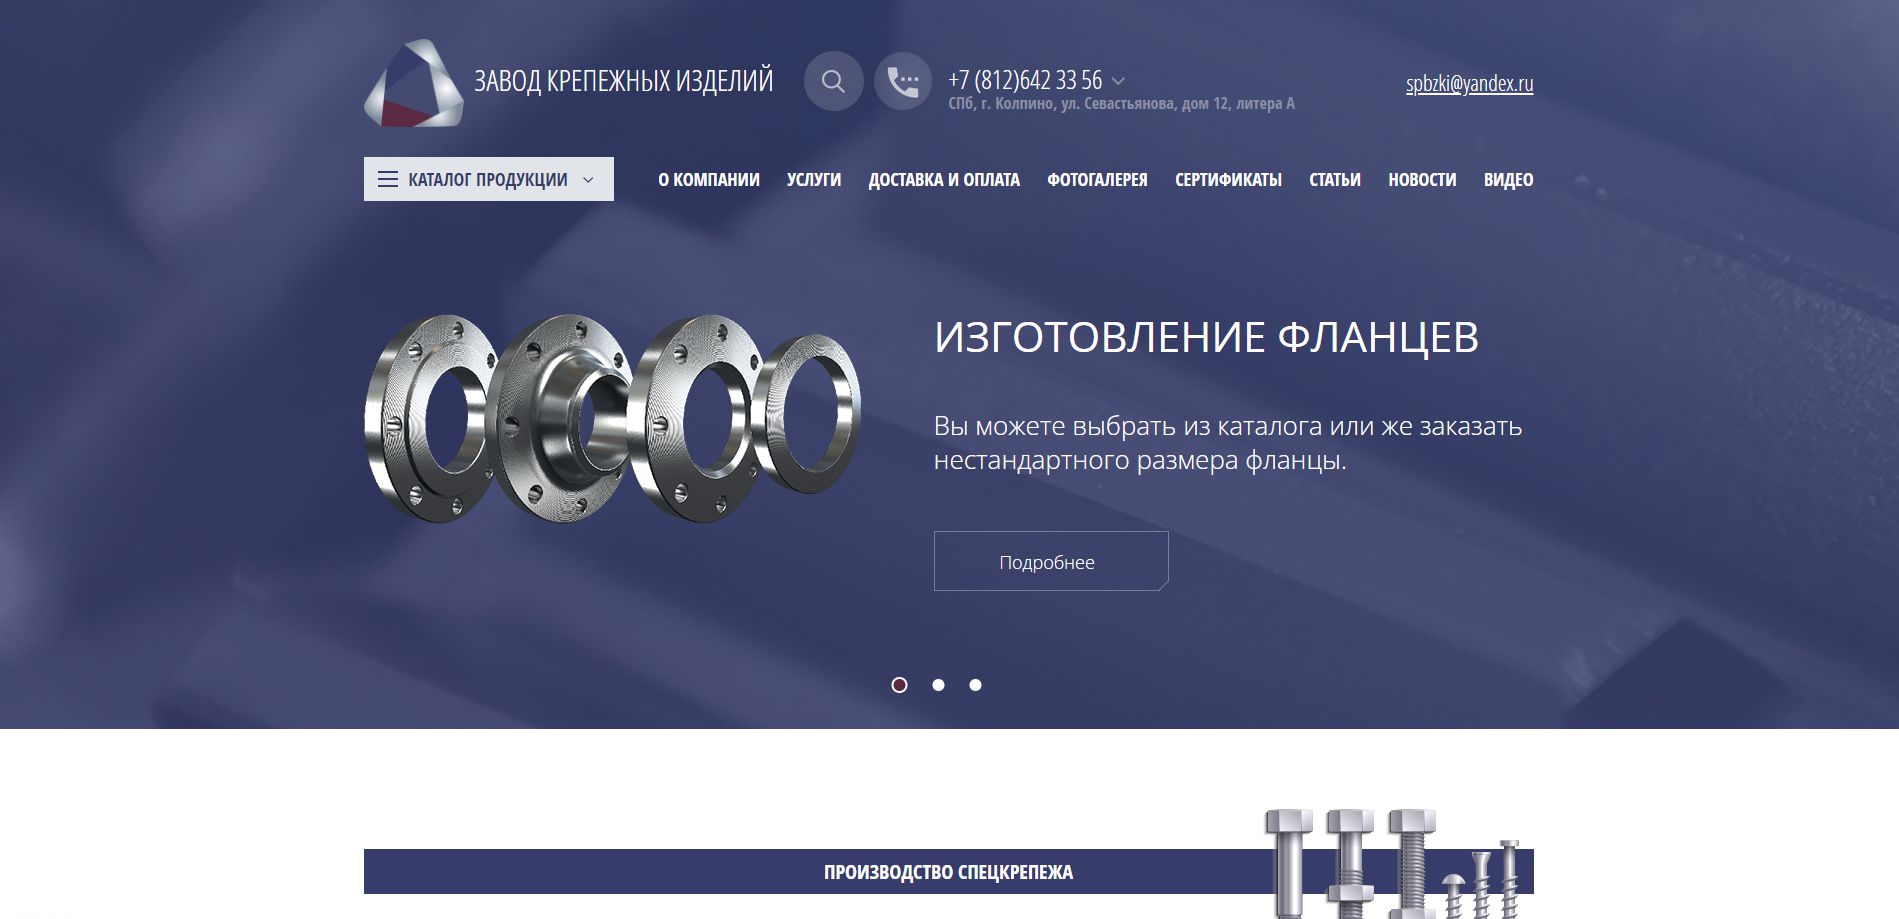 ЗАВОД КРЕПЕЖНЫХ ИЗДЕЛИЙ
+7 (812)642 33 56
СПб, г. Колпино, ул. Севастьянова, дом 12, литера А
spbzki@yandex.ru
КАТАЛОГ ПРОДУКЦИИ
О КОМПАНИИ УСЛУГИ ДОСТАВКА И ОПЛАТА ФОТОГАЛЕРЕЯ СЕРТИФИКАТЫ СТАТЬИ НОВОСТИ ВИДЕО
ИЗГОТОВЛЕНИЕ ФЛАНЦЕВ
Вы можете выбрать из каталога или же заказать
нестандартного размера фланцы.
Подробнее
ПРОИЗВОДСТВО СПЕЦКРЕПЕЖА